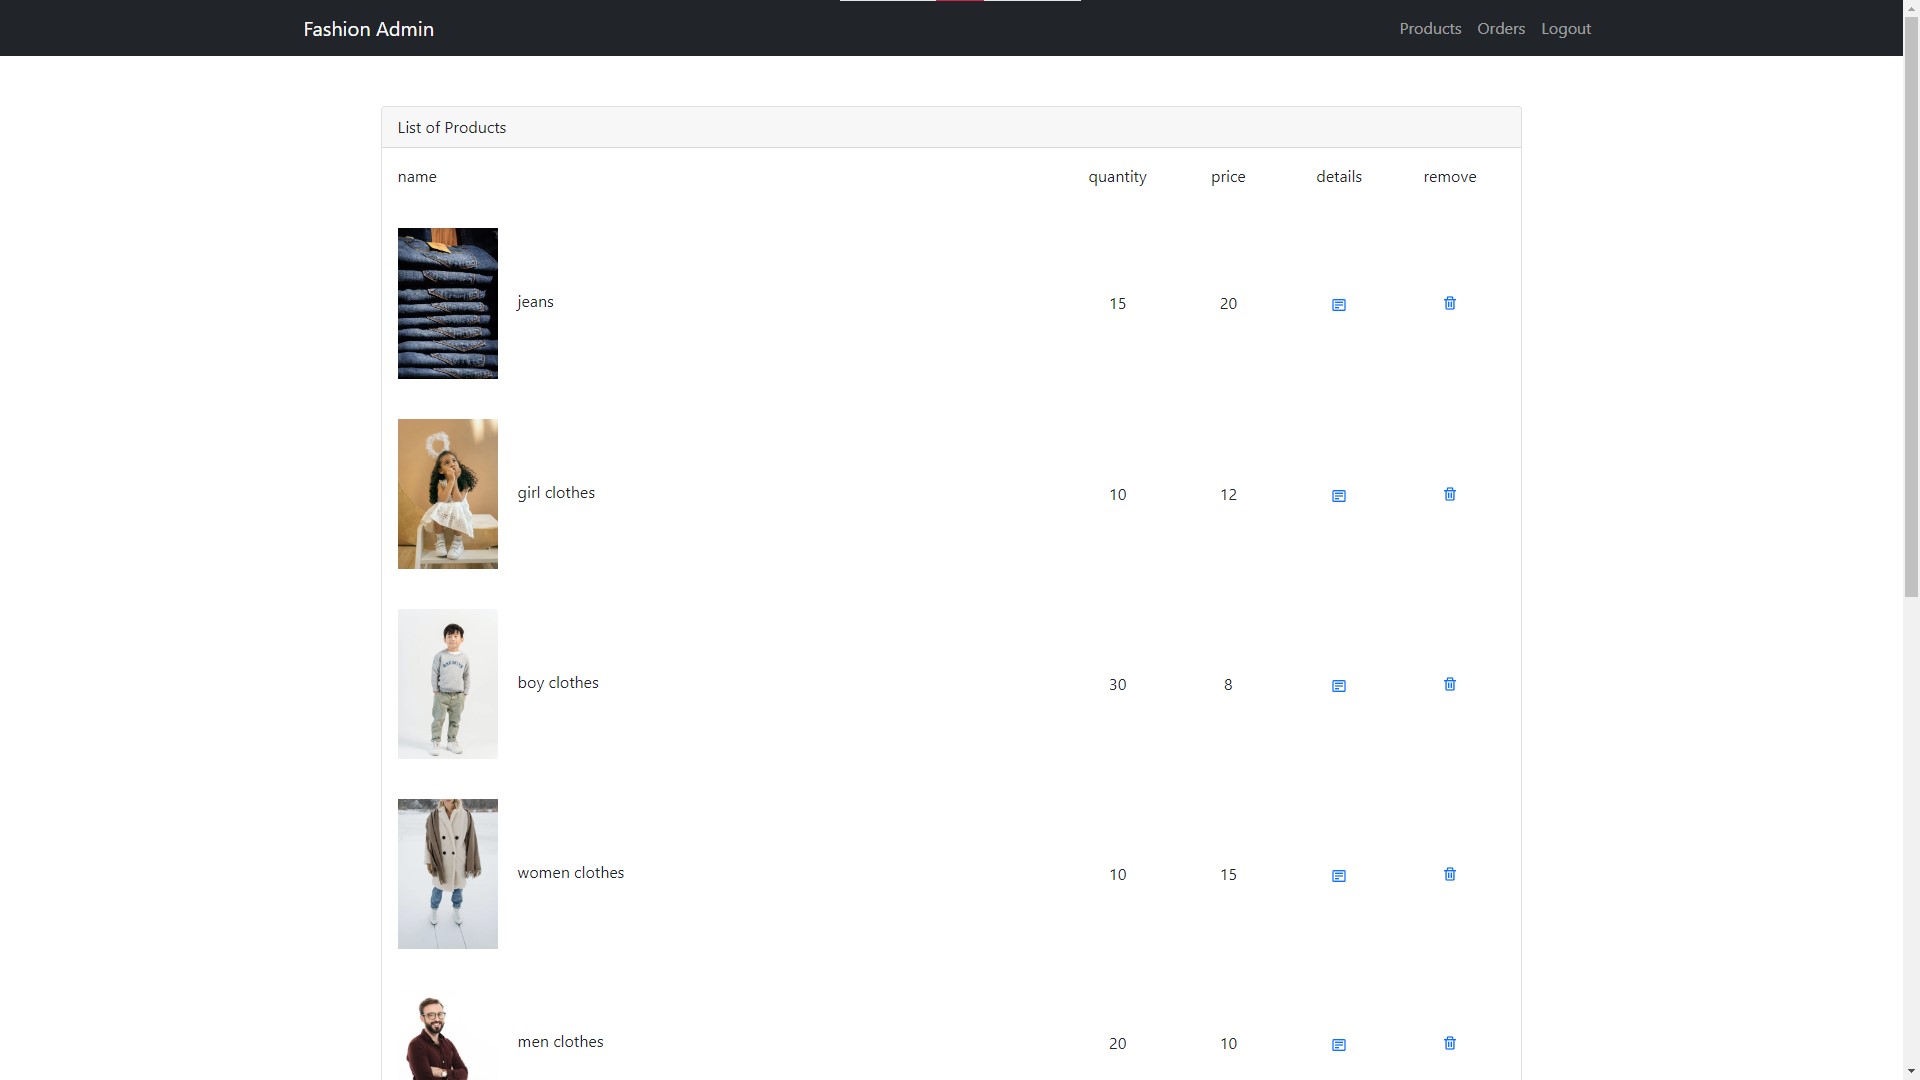 Fashion Admin
Products Orders Logout
List of Products
name quantity price details remove
jeans 15 20
girl clothes 10 12
boy clothes 30 8
women clothes 10 15
men clothes 20 10